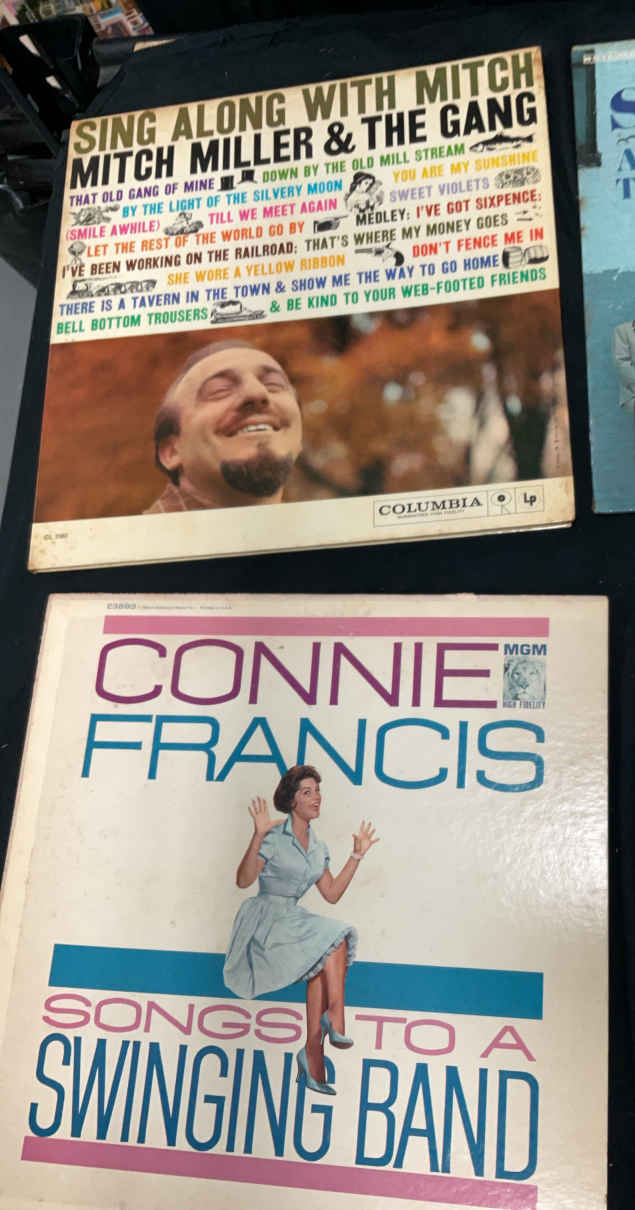 SING ALONG WITH MITCH
MITCH MILLER & THE GANG
THAT OLD GANG OF MINE DOWN BY THE OLD MILL STREAM
BY THE LIGHT OF THE SILVERY MOON YOU ARE MY SUNSHINE
(SMILE AWHILE) TILL WE MEET AGAIN SWEET VIOLETS
LET THE REST OF THE WORLD GO BY MEDLEY: I'VE GOT SIXPENCE;
I'VE BEEN WORKING ON THE RAILROAD; THAT'S WHERE MY MONEY GOES
SHE WORE A YELLOW RIBBON DON'T FENCE ME IN
THERE IS A TAVERN IN THE TOWN & SHOW ME THE WAY TO GO HOME
BELL BOTTOM TROUSERS & BE KIND TO YOUR WEB-FOOTED FRIENDS
COLUMBIA Lp
S
A
T
E3893
CONNIE
MGM
HIGH FIDELITY
FRANCIS
SONGS TO A
SWINGING BAND